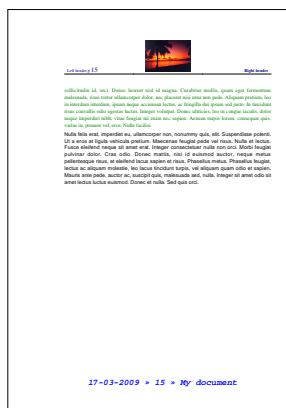 Left header p 15
Right header
sollicitudin id, orci. Donec laoreet nisl id magna. Curabitur mollis, quam eget fermentum
malesuada, risus tortor ullamcorper dolor, nec placerat nisi urna non pede. Aliquam pretium, leo
in interdum interdum, ipsum neque accumsan lectus, ac fringilla dui ipsum sed justo. In tincidunt
risus convallis odio egestas luctus. Integer volutpat. Donec ultricies, leo in congue iaculis, dolor
neque imperdiet nibh, vitae feugiat mi enim nec sapien. Aenean turpis lorem, consequat quis,
varius in, posuere vel, eros. Nulla facilisi.
Nulla felis erat, imperdiet eu, ullamcorper non, nonummy quis, elit. Suspendisse potenti.
Ut a eros at ligula vehicula pretium. Maecenas feugiat pede vel risus. Nulla et lectus.
Fusce eleifend neque sit amet erat. Integer consectetuer nulla non orci. Morbi feugiat
pulvinar dolor. Cras odio. Donec mattis, nisi id euismod auctor, neque metus
pellentesque risus, at eleifend lacus sapien et risus. Phasellus metus. Phasellus feugiat,
lectus ac aliquam molestie, leo lacus tincidunt turpis, vel aliquam quam odio et sapien.
Mauris ante pede, auctor ac, suscipit quis, malesuada sed, nulla. Integer sit amet odio sit
amet lectus luctus euismod. Donec et nulla. Sed quis orci.
17-03-2009 » 15 » My document